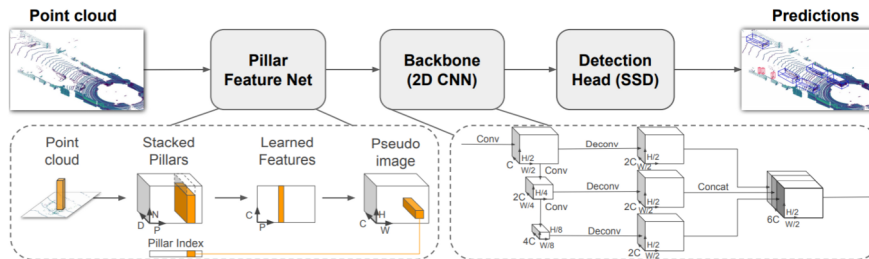 Point cloud
Predictions
Pillar
Feature Net
Backbone
(2D CNN)
Detection
Head (SSD)
Point
cloud
Stacked
Pillars
Learned
Features
Pseudo
image
D
N
P
C
P
C
H
W
Pillar Index
Conv
C
H/2
W/2
Conv
2C
H/4
W/4
Conv
4C
H/8
W/8
Deconv
Deconv
Deconv
2C
H/2
W/2
2C
H/2
W/2
2C
H/2
W/2
Concat
6C
H/2
W/2